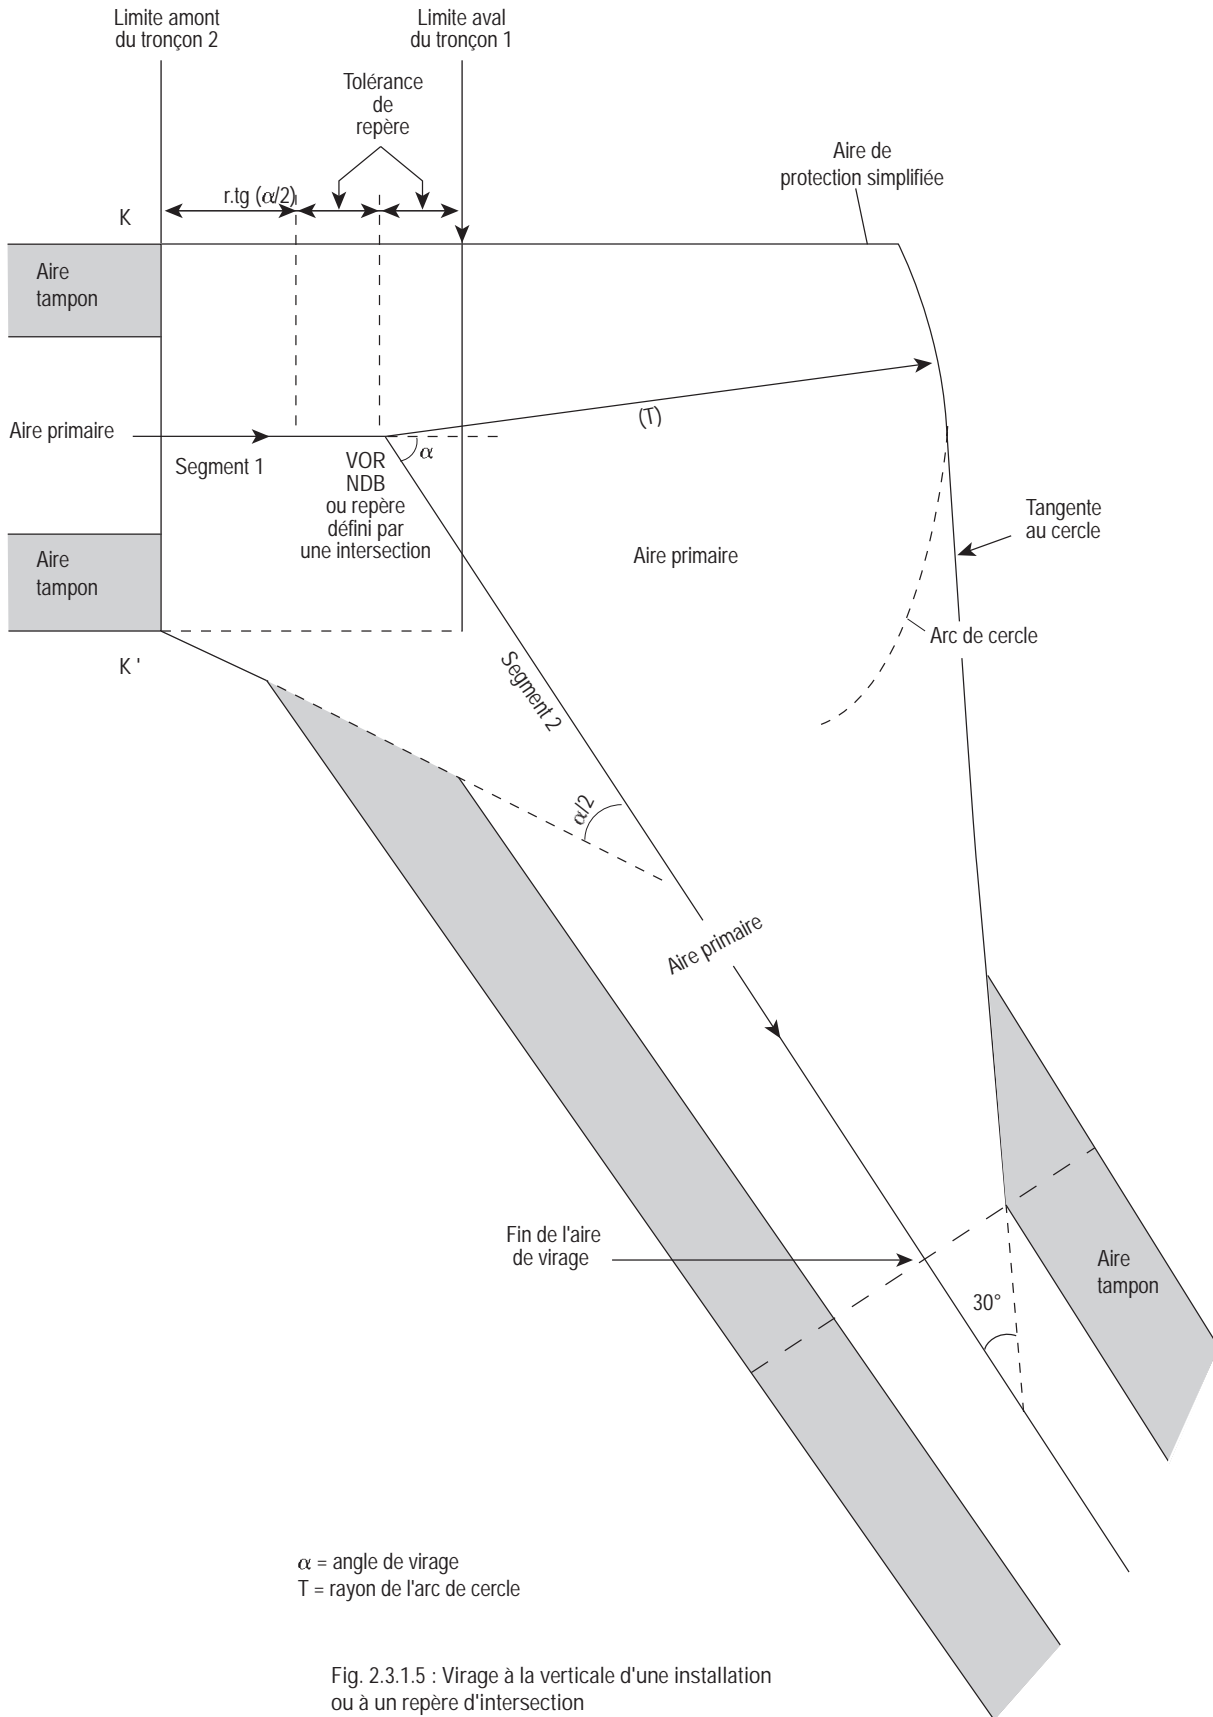 Limite amont
du tronçon 2
Limite aval
du tronçon 1
Tolérance
de
repère
Aire de
protection simplifiée
r.tg (α/2)
K
Aire
tampon
(T)
Aire primaire
α
Segment 1
VOR
NDB
ou repère
défini par
une intersection
Tangente
au cercle
Aire primaire
Aire
tampon
Arc de cercle
K '
Segment 2
α/2
Aire primaire
Fin de l'aire
de virage
Aire
tampon
30°
α = angle de virage
T = rayon de l'arc de cercle
Fig. 2.3.1.5 : Virage à la verticale d'une installation
ou à un repère d'intersection